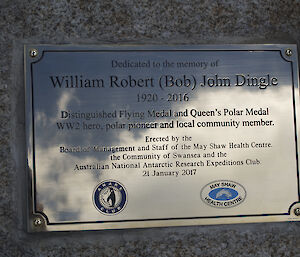 Dedicated to the memory of
William Robert (Bob) John Dingle
1920 - 2016
Distinguished Flying Medal and Queen's Polar Medal
WW2 hero, polar pioneer and local community member.
Erected by the
Board of Management and Staff of the May Shaw Health Centre,
the Community of Swansea and the
Australian National Antarctic Research Expeditions Club.
21 January 2017
ANARE
CLUB
MAY SHAW
HEALTH CENTRE